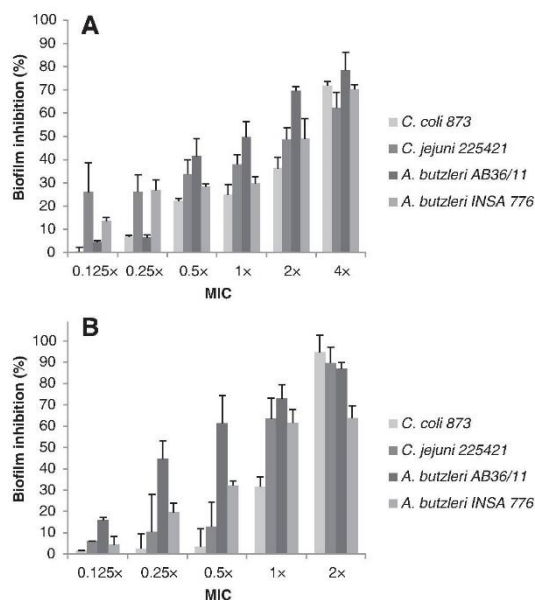 A
Biofilm inhibition (%)
100
90
80
70
60
50
40
30
20
10
0
0.125× 0.25× 0.5× 1× 2× 4×
MIC
C. coli 873
C. jejuni 225421
A. butzleri AB36/11
A. butzleri INSA 776
B
Biofilm inhibition (%)
100
90
80
70
60
50
40
30
20
10
0
0.125× 0.25× 0.5× 1× 2×
MIC
C. coli 873
C. jejuni 225421
A. butzleri AB36/11
A. butzleri INSA 776